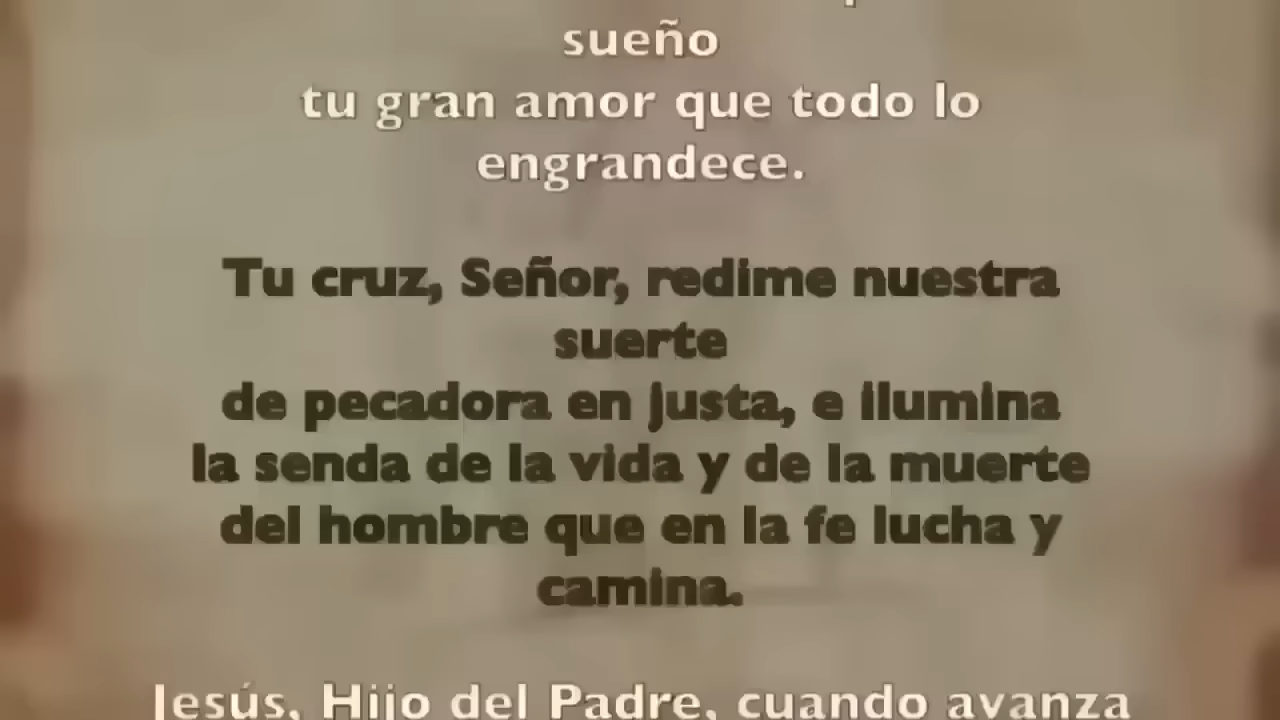 sueño
tu gran amor que todo lo
engrandece.
Tu cruz, Señor, redime nuestra
suerte
de pecadora en justa, e ilumina
la senda de la vida y de la muerte
del hombre que en la fe lucha y
camina.
Jesús, Hijo del Padre, cuando avanza